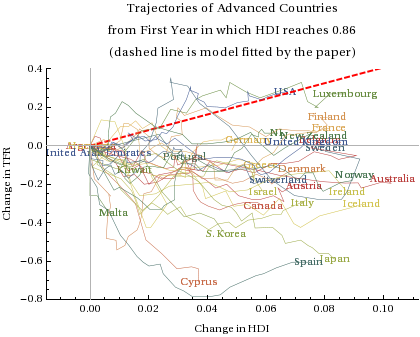 Trajectories of Advanced Countries
from First Year in which HDI reaches 0.86
(dashed line is model fitted by the paper)
0.4
USA
Luxembourg
0.2
Finland
France
NL
New Zealand
Germany
United Kingdom
0.0
Sweden
United Arab Emirates
Portugal
Kuwait
Greece
Denmark
Norway
Australia
Switzerland
-0.2
Austria
Israel
Ireland
Canada
Italy
Iceland
Malta
-0.4
S. Korea
Spain
Japan
-0.6
Cyprus
-0.8
Change in TFR
0.00
0.02
0.04
0.06
0.08
0.10
Change in HDI